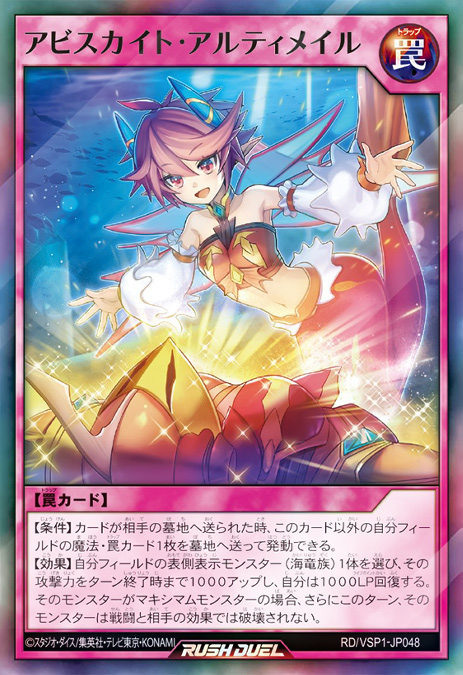 アビスカイト・アルティメイル
トラップ
罠
【罠カード】
【条件】カードが相手の墓地へ送られた時、このカード以外の自分フィー
ルドの魔法・罠カード1枚を墓地へ送って発動できる。
【効果】自分フィールドの表側表示モンスター(海竜族)1体を選び、その
攻撃力をターン終了時まで1000アップし、自分は1000LP回復する。
そのモンスターがマキシマムモンスターの場合、さらにこのターン、その
モンスターは戦闘と相手の効果では破壊されない。
©スタジオ・ダイス/集英社・テレビ東京・KONAMI
RUSH DUEL
RD/VSP1-JP048